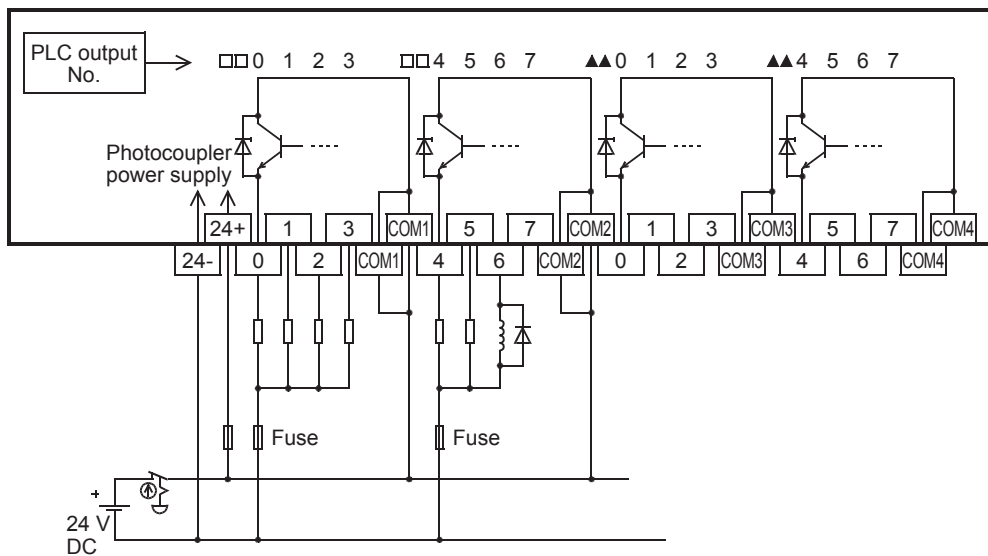 PLC output
No.
□□0 1 2 3 □□4 5 6 7 ▲▲0 1 2 3 ▲▲4 5 6 7
Photocoupler
power supply
24+ 1 3 COM1 5 7 COM2 1 3 COM3 5 7 COM4
24- 0 2 COM1 4 6 COM2 0 2 COM3 4 6 COM4
Fuse Fuse
+
24 V
DC